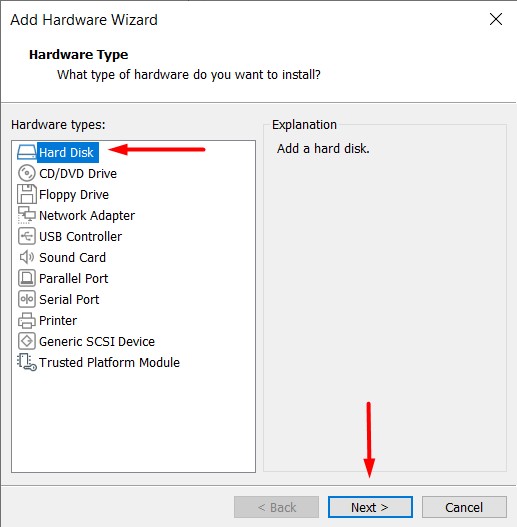 Add Hardware Wizard
Hardware Type
What type of hardware do you want to install?
Hardware types:
Hard Disk
CD/DVD Drive
Floppy Drive
Network Adapter
USB Controller
Sound Card
Parallel Port
Serial Port
Printer
Generic SCSI Device
Trusted Platform Module
Explanation
Add a hard disk.
< Back
Next >
Cancel